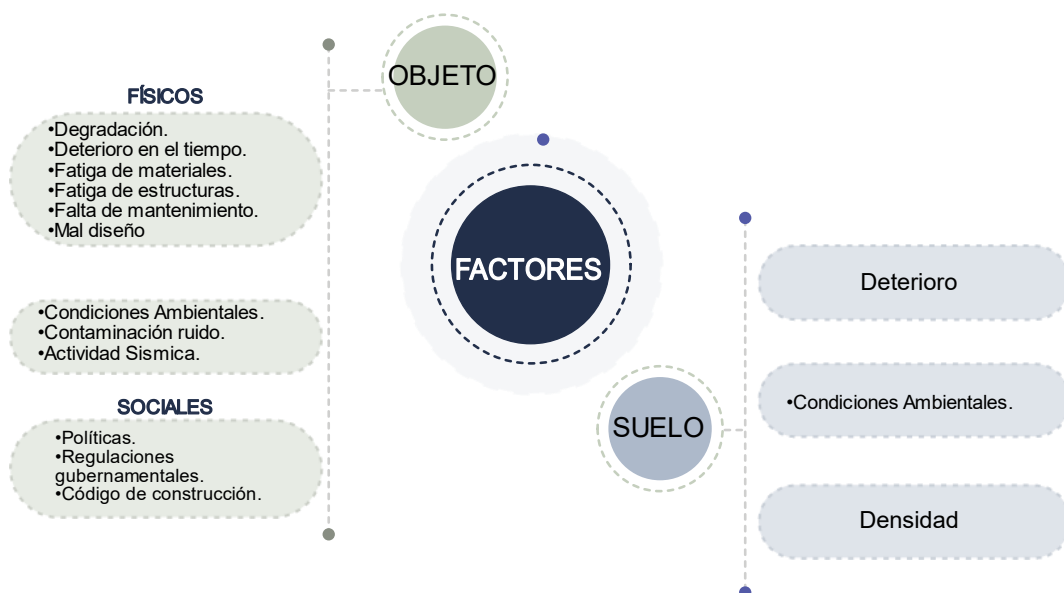 OBJETO
FÍSICOS
•Degradación.
•Deterioro en el tiempo.
•Fatiga de materiales.
•Fatiga de estructuras.
•Falta de mantenimiento.
•Mal diseño
•Condiciones Ambientales.
•Contaminación ruido.
•Actividad Sismica.
SOCIALES
•Políticas.
•Regulaciones
gubernamentales.
•Código de construcción.
FACTORES
SUELO
Deterioro
•Condiciones Ambientales.
Densidad